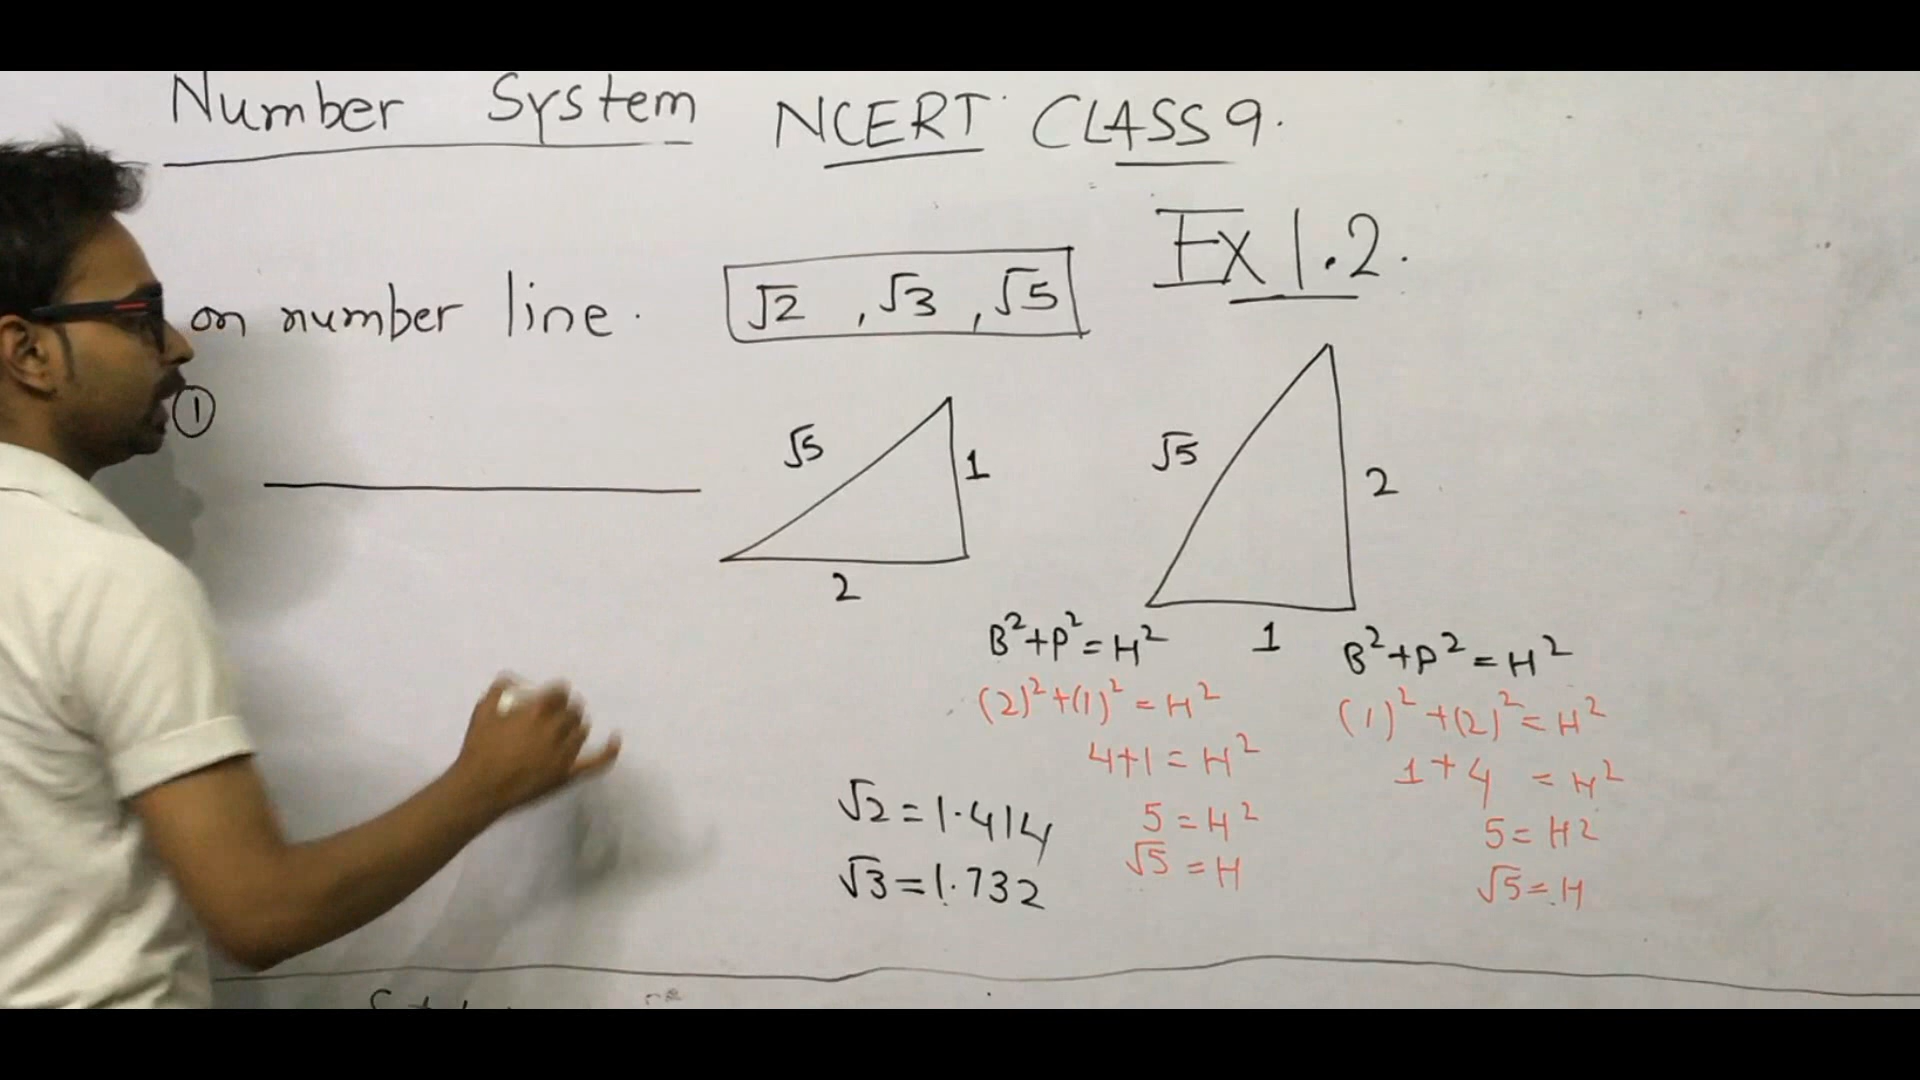 Number System NCERT CLASS 9.
Ex 1.2.
on number line. √2 , √3 , √5
①
√5
1
2
√5
2
1
B²+P²=H²
(2)²+(1)²=H²
4+1=H²
5=H²
√5=H
B²+P²=H²
(1)²+(2)²=H²
1+4 =H²
5=H²
√5=H
√2=1.414
√3=1.732